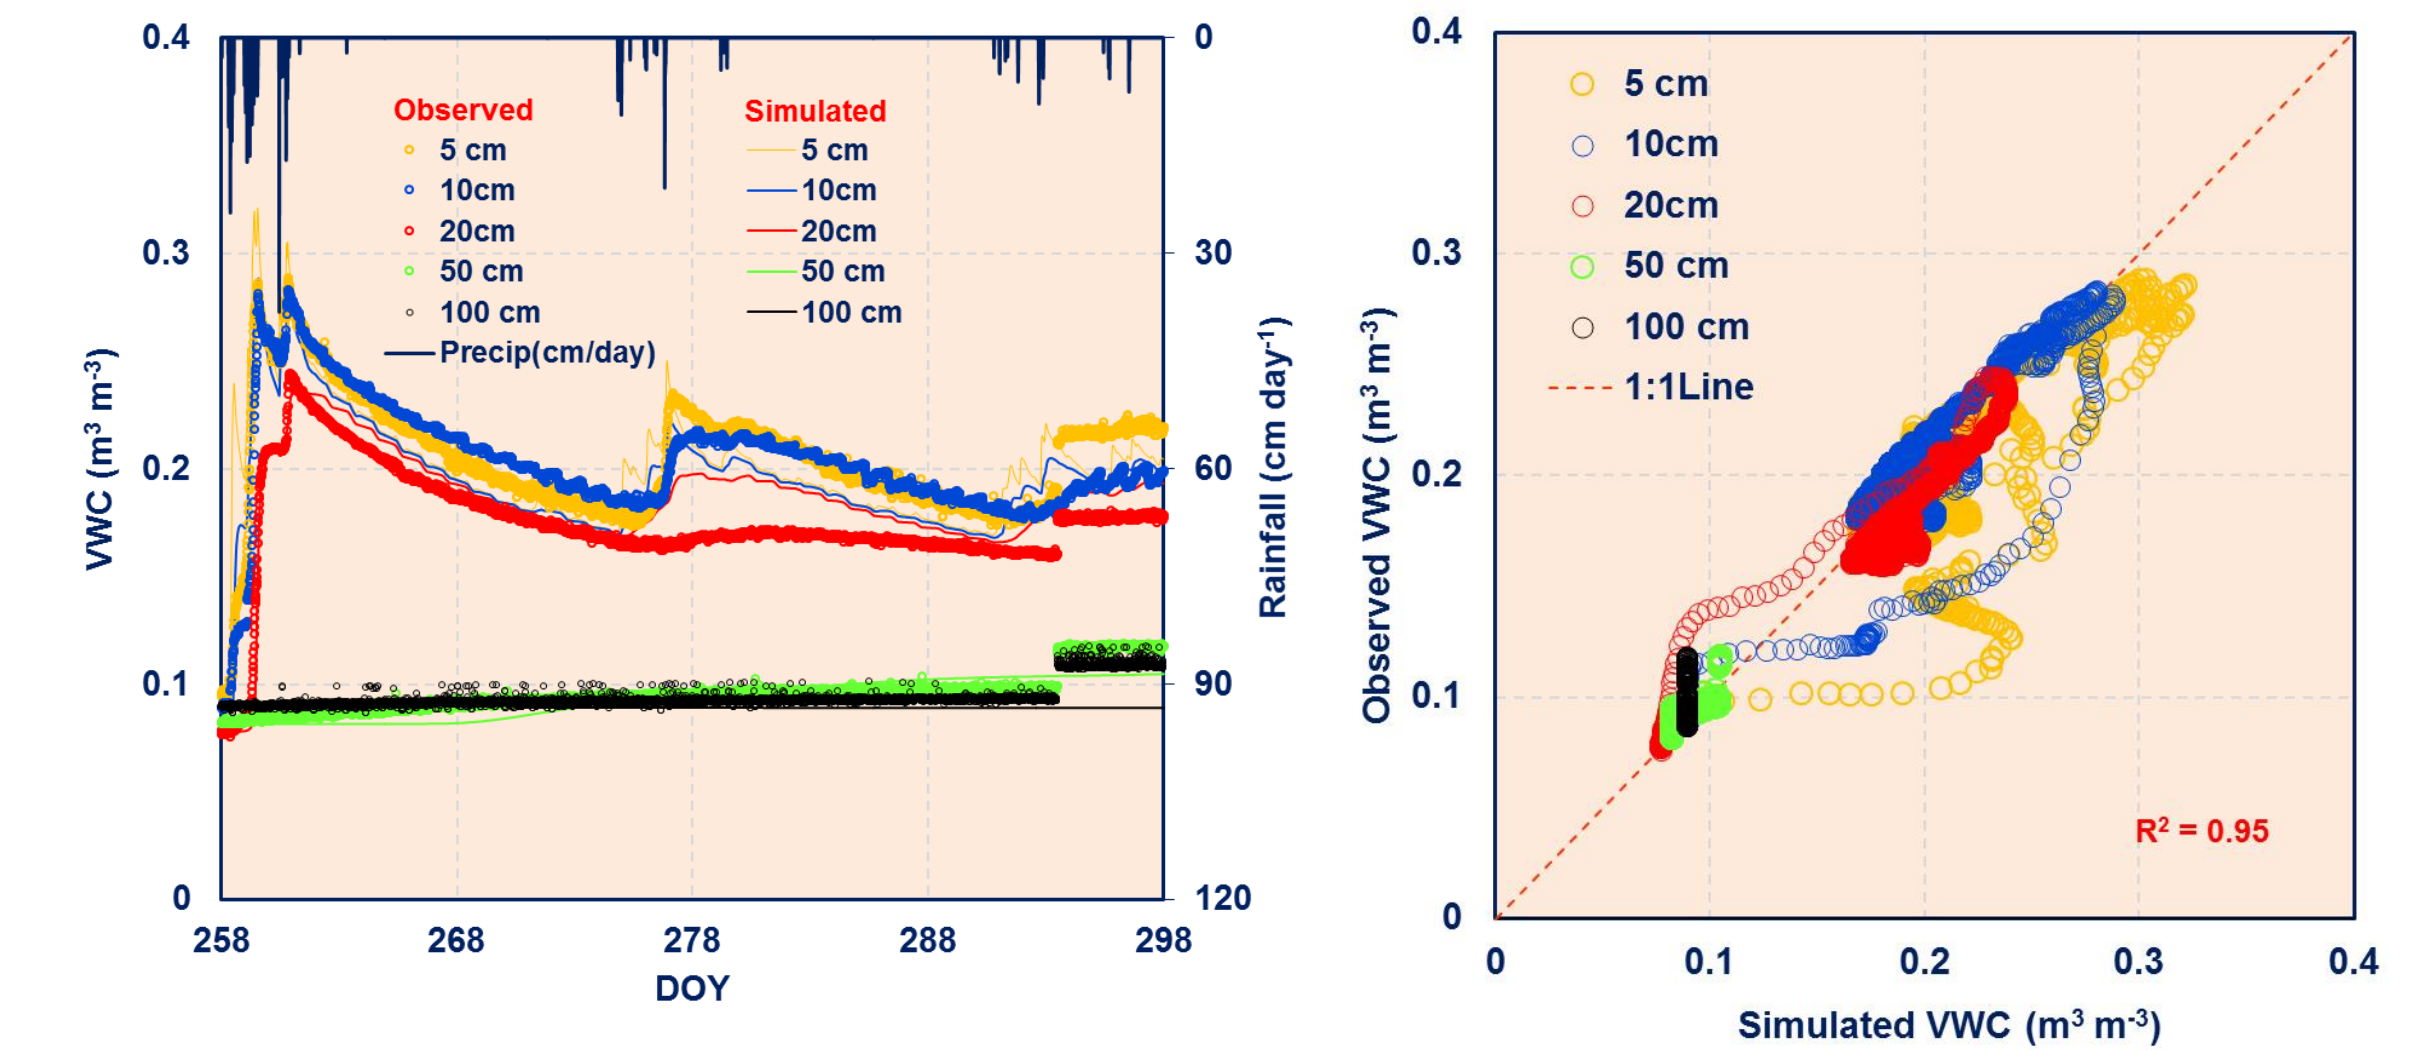 0.4
0.3
0.2
0.1
0
VWC (m³ m⁻³)
258
268
278
288
298
DOY
0
30
60
90
120
Rainfall (cm day⁻¹)
Observed
5 cm
10cm
20cm
50 cm
100 cm
Precip(cm/day)
Simulated
5 cm
10cm
20cm
50 cm
100 cm
0.4
0.3
0.2
0.1
0
Observed VWC (m³ m⁻³)
5 cm
10cm
20cm
50 cm
100 cm
1:1Line
R² = 0.95
0
0.1
0.2
0.3
0.4
Simulated VWC (m³ m⁻³)